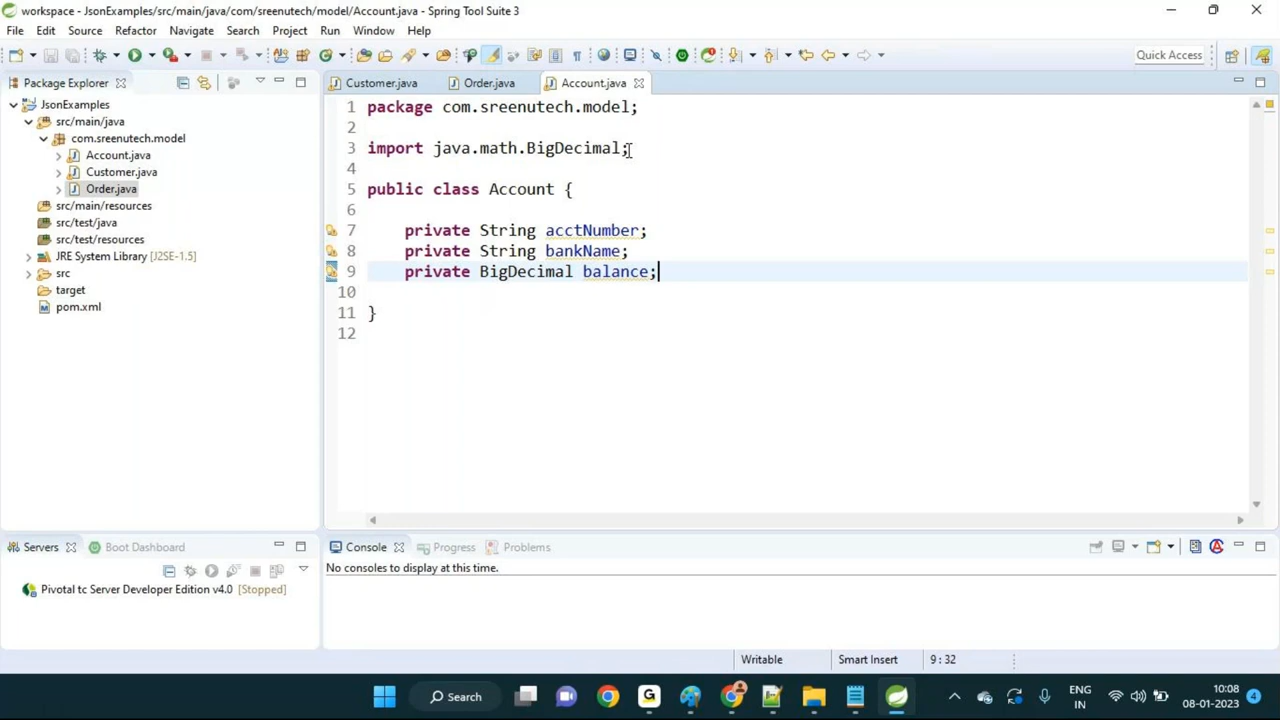 workspace - JsonExamples/src/main/java/com/sreenutech/model/Account.java - Spring Tool Suite 3
File Edit Source Refactor Navigate Search Project Run Window Help
Quick Access
Package Explorer
JsonExamples
src/main/java
com.sreenutech.model
Account.java
Customer.java
Order.java
src/main/resources
src/test/java
src/test/resources
JRE System Library [J2SE-1.5]
src
target
pom.xml
Customer.java Order.java Account.java
1 package com.sreenutech.model;
2
3 import java.math.BigDecimal;
4
5 public class Account {
6
7 private String acctNumber;
8 private String bankName;
9 private BigDecimal balance;
10
11 }
12
Servers Boot Dashboard
Pivotal tc Server Developer Edition v4.0 [Stopped]
Console Progress Problems
No consoles to display at this time.
Writable Smart Insert 9 : 32
Search
ENG
IN
10:08
08-01-2023
4